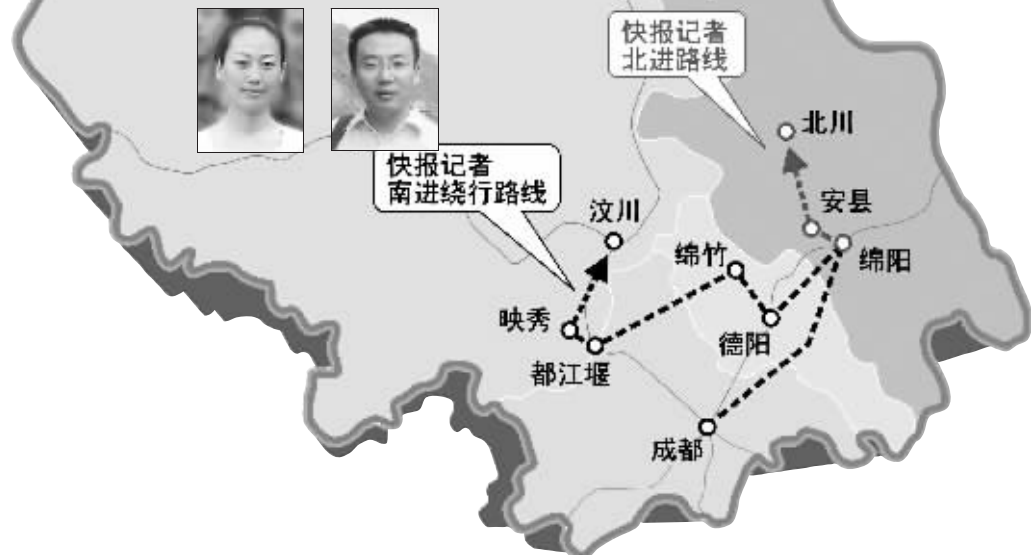 快报记者
北进路线
北川
快报记者
南进绕行路线
安县
汶川
绵竹
绵阳
映秀
德阳
都江堰
成都